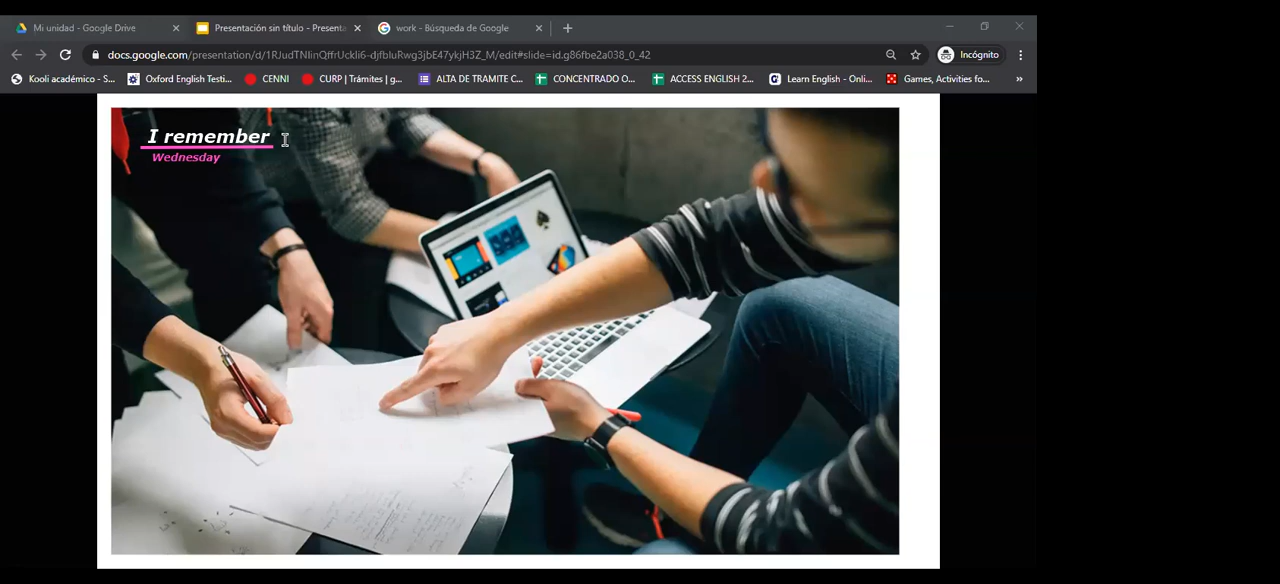 Mi unidad - Google Drive
Presentación sin título - Presenta
work - Búsqueda de Google
docs.google.com/presentation/d/1RJudTNlinQffrUckli6-djfbluRwg3jbE47ykjH3Z_M/edit#slide=id.g86fbe2a038_0_42
Incógnito
Kooli académico - S...
Oxford English Testi...
CENNI
CURP | Trámites | g...
ALTA DE TRAMITE C...
CONCENTRADO O...
ACCESS ENGLISH 2...
Learn English - Onli...
Games, Activities fo...
I remember
Wednesday